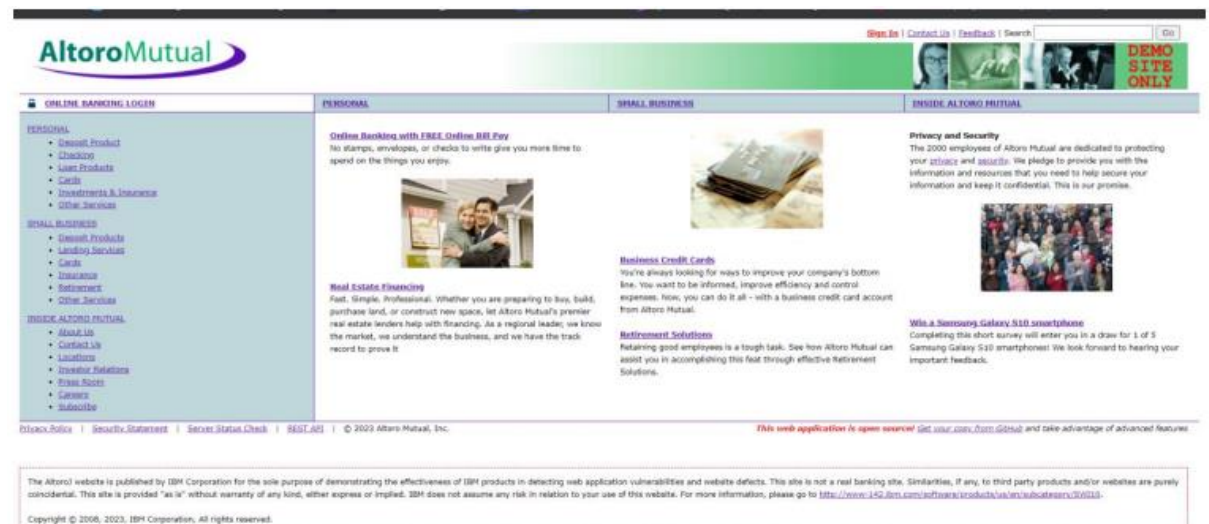 Sign In | Contact Us | Feedback | Search
Go
AltoroMutual
DEMO
SITE
ONLY
ONLINE BANKING LOGIN
PERSONAL
SMALL BUSINESS
INSIDE ALTORO MUTUAL
PERSONAL
• Deposit Product
• Checking
• Loan Products
• Cards
• Investments & Insurance
• Other Services
SMALL BUSINESS
• Deposit Products
• Lending Services
• Cards
• Insurance
• Retirement
• Other Services
INSIDE ALTORO MUTUAL
• About Us
• Contact Us
• Locations
• Investor Relations
• Press Room
• Careers
• Subscribe
Online Banking with FREE Online Bill Pay
No stamps, envelopes, or checks to write give you more time to
spend on the things you enjoy.
Real Estate Financing
Fast. Simple. Professional. Whether you are preparing to buy, build,
purchase land, or construct new space, let Altoro Mutual's premier
real estate lenders help with financing. As a regional leader, we know
the market, we understand the business, and we have the track
record to prove it
Business Credit Cards
You're always looking for ways to improve your company's bottom
line. You want to be informed, improve efficiency and control
expenses. Now, you can do it all - with a business credit card account
from Altoro Mutual.
Retirement Solutions
Retaining good employees is a tough task. See how Altoro Mutual can
assist you in accomplishing this feat through effective Retirement
Solutions.
Privacy and Security
The 2000 employees of Altoro Mutual are dedicated to protecting
your privacy and security. We pledge to provide you with the
information and resources that you need to help secure your
information and keep it confidential. This is our promise.
Win a Samsung Galaxy S10 smartphone
Completing this short survey will enter you in a draw for 1 of 5
Samsung Galaxy S10 smartphones! We look forward to hearing your
important feedback.
Privacy Policy | Security Statement | Server Status Check | REST API | © 2023 Altoro Mutual, Inc.
This web application is open source! Get your copy from GitHub and take advantage of advanced features
The AltoroJ website is published by IBM Corporation for the sole purpose of demonstrating the effectiveness of IBM products in detecting web application vulnerabilities and website defects. This site is not a real banking site. Similarities, if any, to third party products and/or websites are purely
coincidental. This site is provided "as is" without warranty of any kind, either express or implied. IBM does not assume any risk in relation to your use of this website. For more information, please go to http://www-142.ibm.com/software/products/us/en/subcategory/SWI10.
Copyright © 2008, 2023, IBM Corporation, All rights reserved.